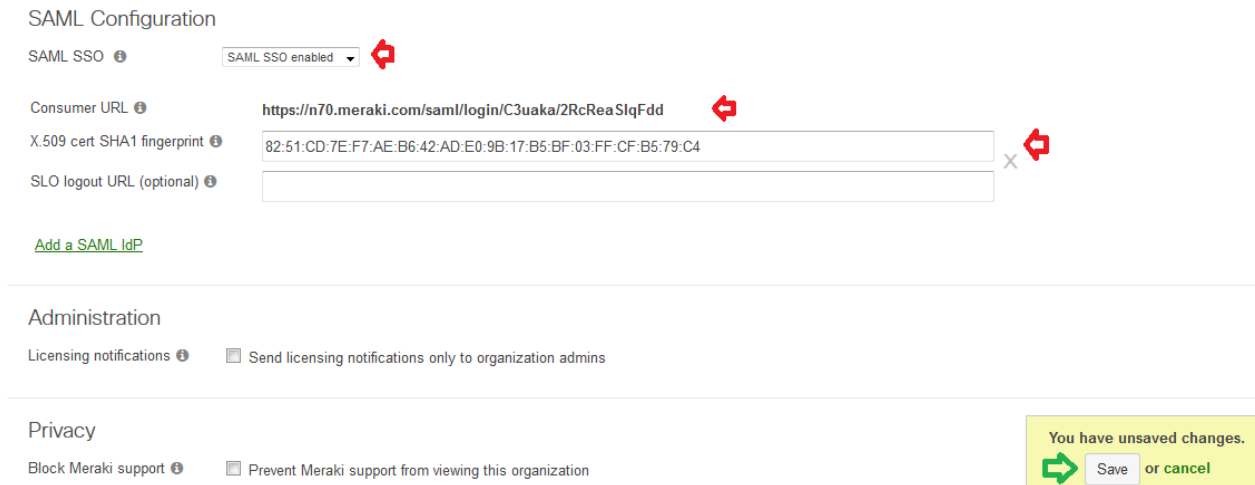 SAML Configuration
SAML SSO
SAML SSO enabled
Consumer URL
https://n70.meraki.com/saml/login/C3uaka/2RcReaSlqFdd
X.509 cert SHA1 fingerprint
82:51:CD:7E:F7:AE:B6:42:AD:E0:9B:17:B5:BF:03:FF:CF:B5:79:C4
SLO logout URL (optional)
X
Add a SAML IdP
Administration
Licensing notifications
Send licensing notifications only to organization admins
Privacy
Block Meraki support
Prevent Meraki support from viewing this organization
You have unsaved changes.
Save or cancel